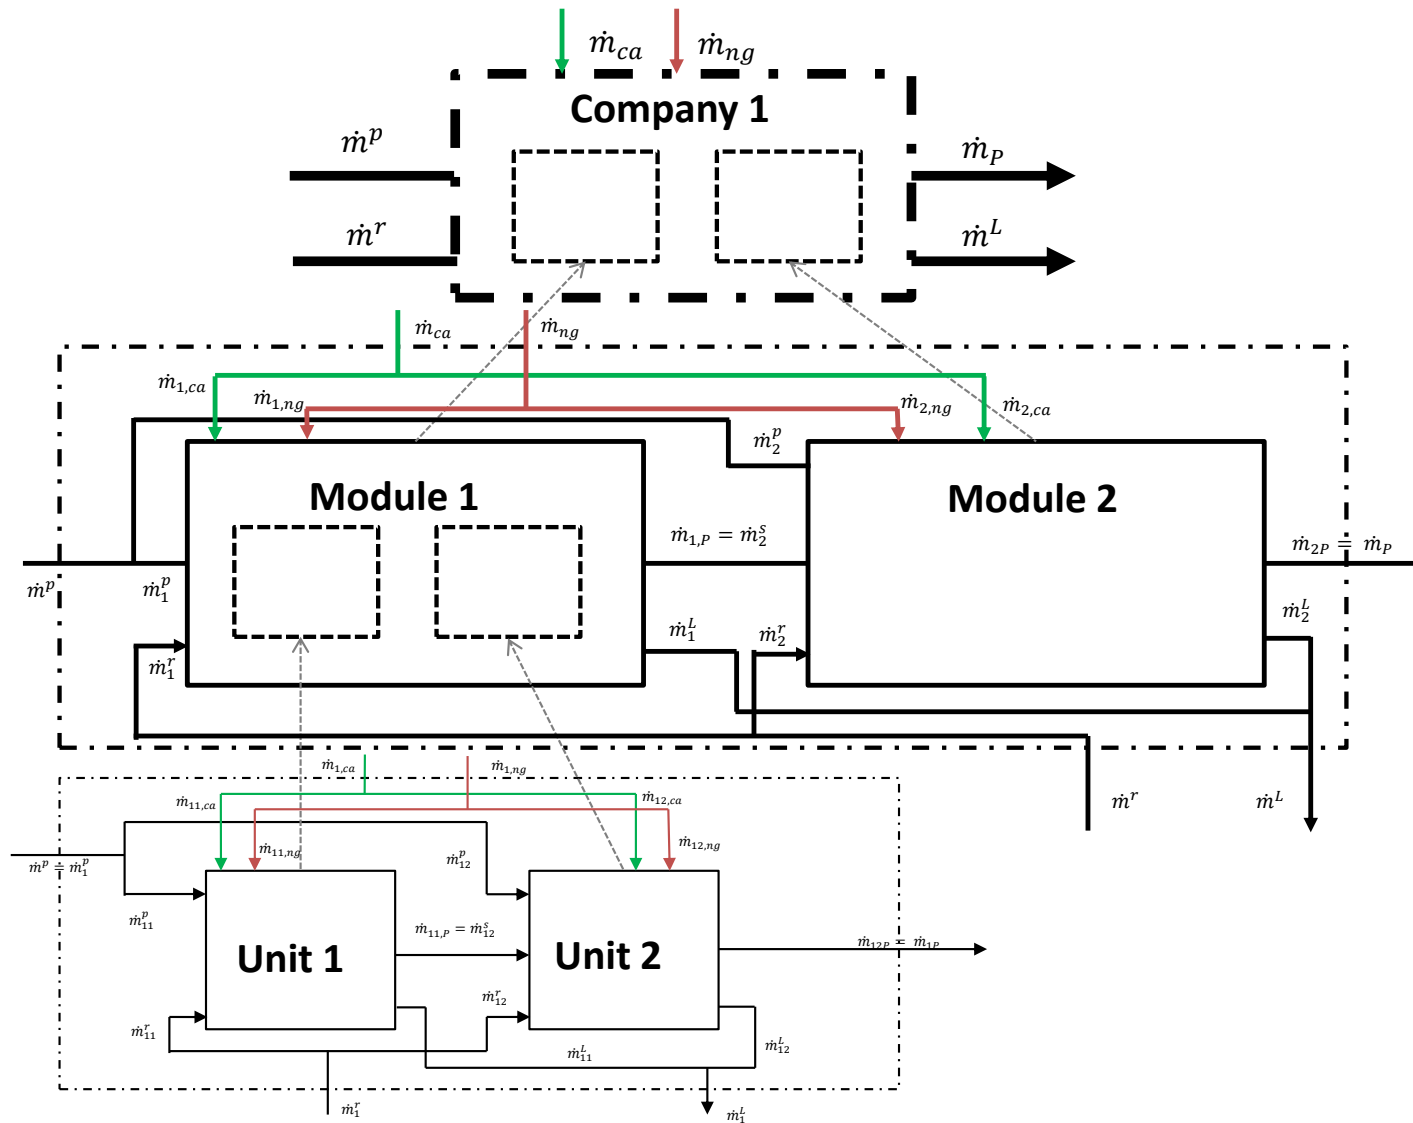 ṁ_ca ṁ_ng
Company 1
ṁ^p ṁ_P
ṁ^r ṁ^L
ṁ_ca ṁ_ng
ṁ_1,ca ṁ_1,ng ṁ_2,ng ṁ_2,ca
ṁ_2^p
Module 1 Module 2
ṁ_1,P = ṁ_2^s ṁ_2P = ṁ_P
ṁ^p ṁ_1^p
ṁ_1^r ṁ_1^L ṁ_2^r ṁ_2^L
ṁ^r ṁ^L
ṁ_1,ca ṁ_1,ng
ṁ_11,ca ṁ_12,ca
ṁ_11,ng ṁ_12,ng
ṁ^p = ṁ_1^p ṁ_12^p
ṁ_11^p
ṁ_11,P = ṁ_12^s ṁ_12P = ṁ_1P
Unit 1 Unit 2
ṁ_11^r ṁ_12^r
ṁ_11^L ṁ_12^L
ṁ_1^r ṁ_1^L